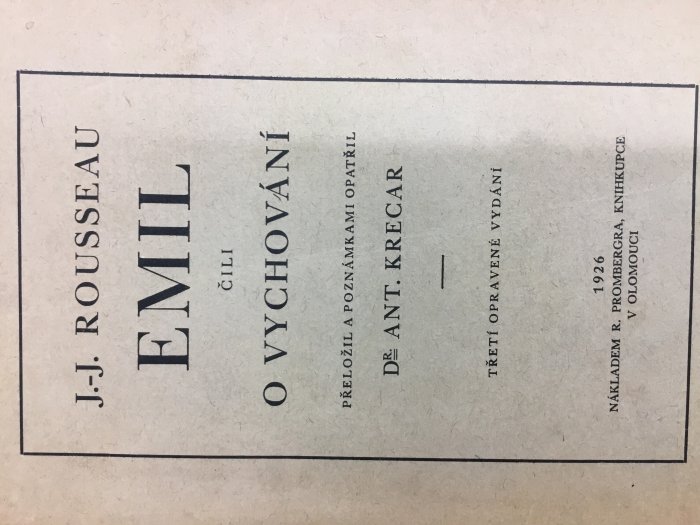 J.-J. ROUSSEAU
EMIL
ČILI
O VYCHOVÁNÍ
PŘELOŽIL A POZNÁMKAMI OPATŘIL
DR. ANT. KRECAR
TŘETÍ OPRAVENÉ VYDÁNÍ
1926
NÁKLADEM R. PROMBERGRA, KNIHKUPCE
V OLOMOUCI